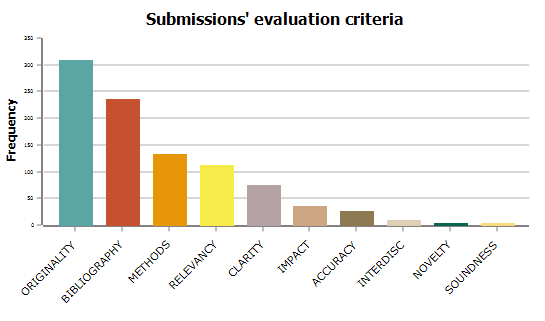 Submissions' evaluation criteria
Frequency
350
300
250
200
150
100
50
0
ORIGINALITY
BIBLIOGRAPHY
METHODS
RELEVANCY
CLARITY
IMPACT
ACCURACY
INTERDISC
NOVELTY
SOUNDNESS